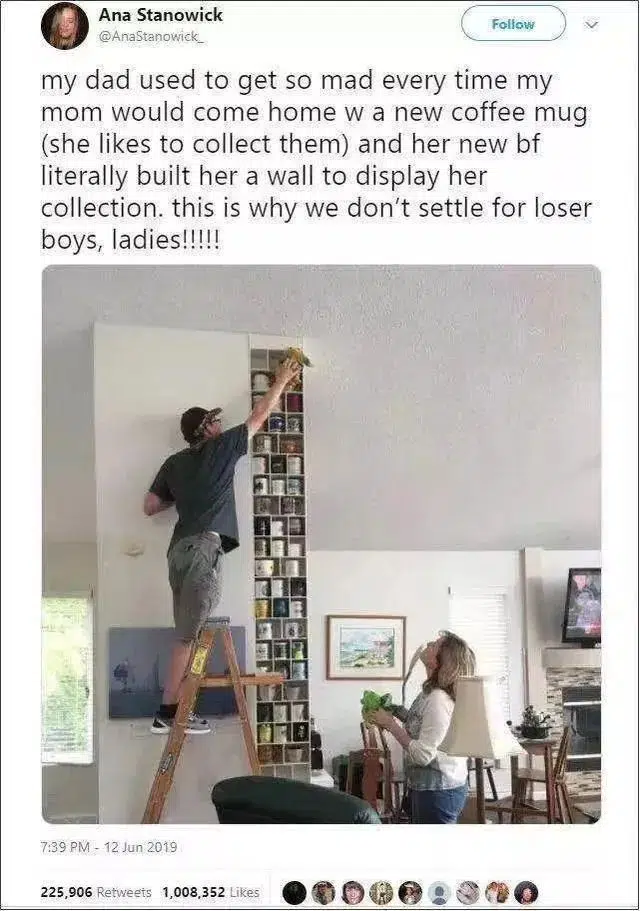 Ana Stanowick
@AnaStanowick_
Follow
my dad used to get so mad every time my
mom would come home w a new coffee mug
(she likes to collect them) and her new bf
literally built her a wall to display her
collection. this is why we don't settle for loser
boys, ladies!!!!!
7:39 PM - 12 Jun 2019
225,906 Retweets 1,008,352 Likes